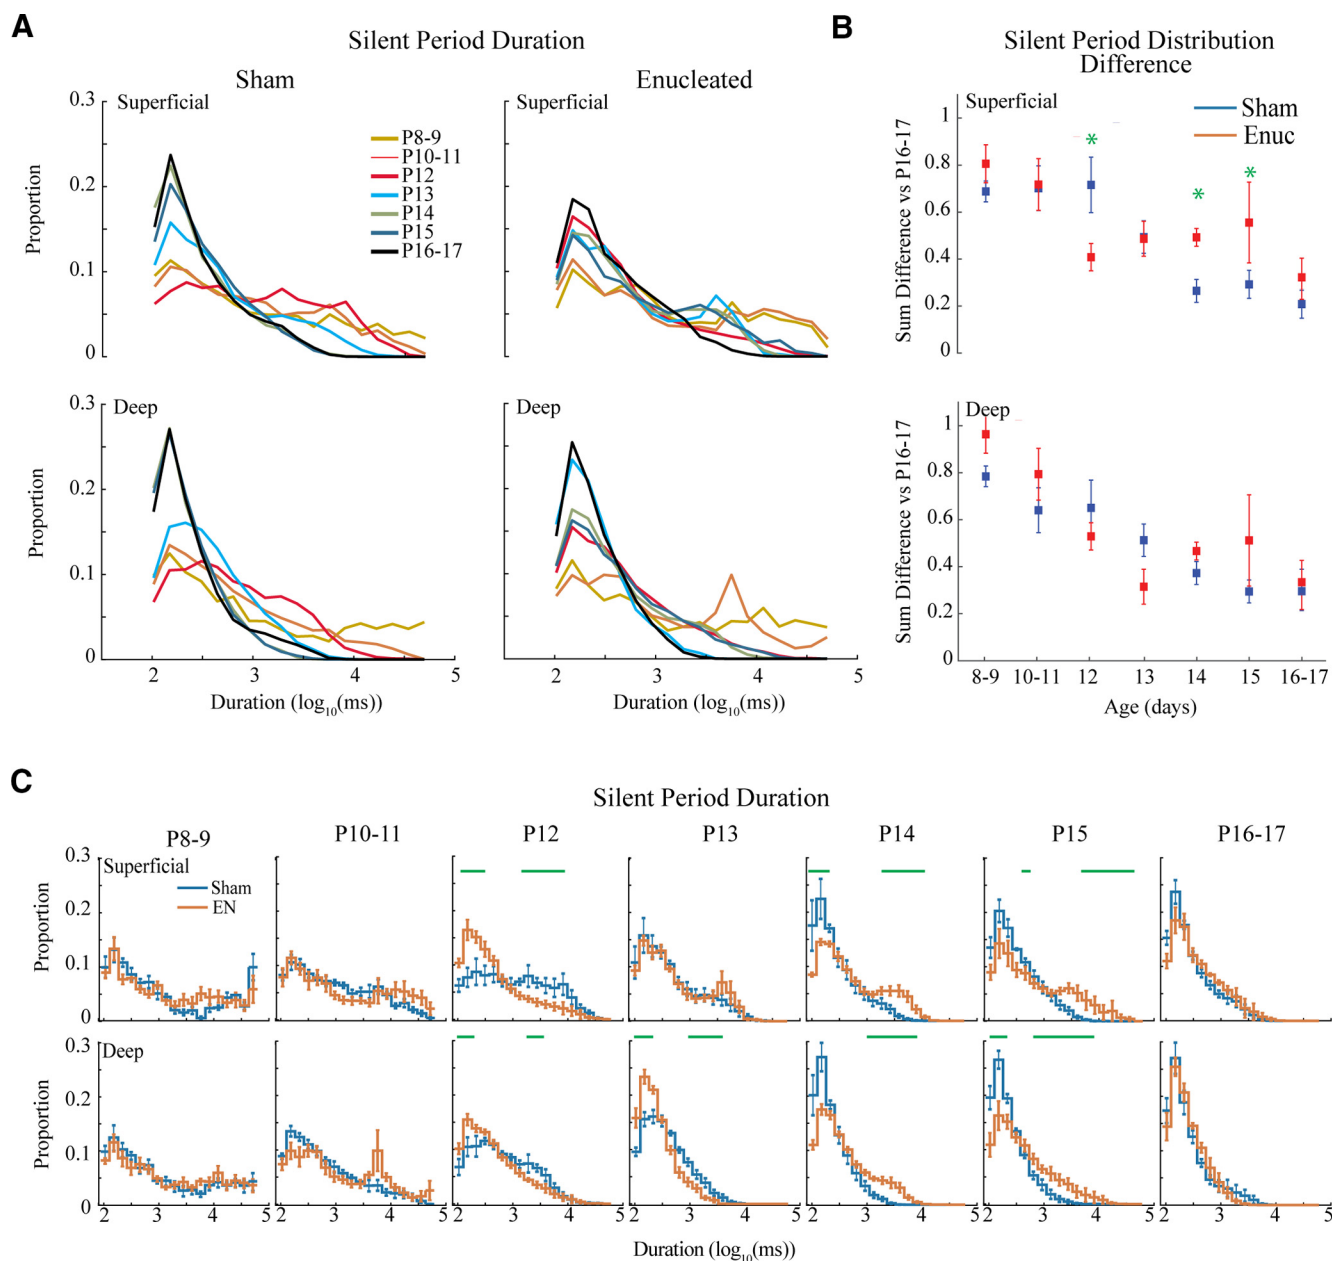 A
Silent Period Duration
Sham
Enucleated
0.3
Superficial
0.2
0.1
0
Proportion
P8-9
P10-11
P12
P13
P14
P15
P16-17
Superficial
0.3
Deep
0.2
0.1
0
Proportion
2 3 4 5
Duration (log10(ms))
Deep
2 3 4 5
Duration (log10(ms))
B
Silent Period Distribution
Difference
Superficial
Sham
Enuc
* * *
1
0.8
0.6
0.4
0.2
0
Sum Difference vs P16-17
Deep
1
0.8
0.6
0.4
0.2
0
Sum Difference vs P16-17
8-9 10-11 12 13 14 15 16-17
Age (days)
C
Silent Period Duration
P8-9 P10-11 P12 P13 P14 P15 P16-17
0.3
Superficial
Sham
EN
0.2
0.1
0
Proportion
0.3
Deep
0.2
0.1
0
Proportion
2 3 4 5 2 3 4 5 2 3 4 5 2 3 4 5 2 3 4 5 2 3 4 5 2 3 4 5
Duration (log10(ms))